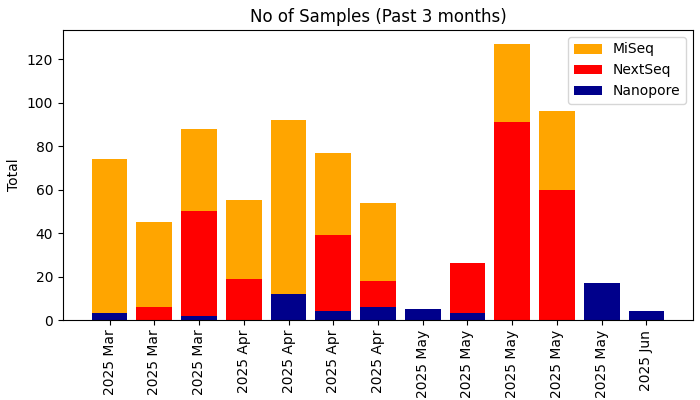 No of Samples (Past 3 months)
MiSeq
NextSeq
Nanopore
Total
120
100
80
60
40
20
0
2025 Mar
2025 Mar
2025 Mar
2025 Apr
2025 Apr
2025 Apr
2025 Apr
2025 May
2025 May
2025 May
2025 May
2025 May
2025 Jun